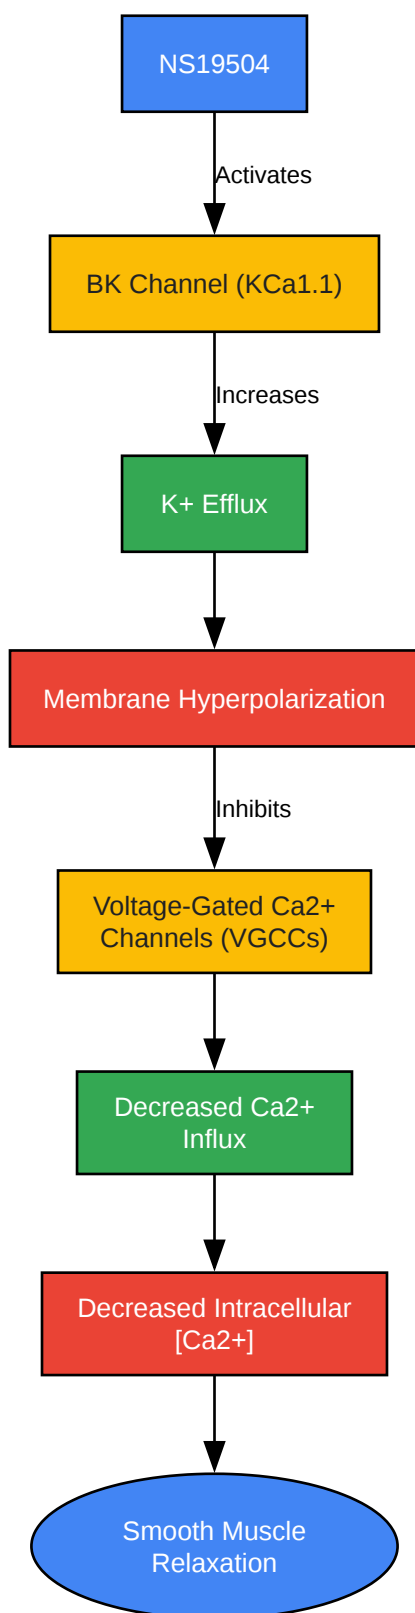 NS19504
Activates
BK Channel (KCa1.1)
Increases
K+ Efflux
Membrane Hyperpolarization
Inhibits
Voltage-Gated Ca2+
Channels (VGCCs)
Decreased Ca2+
Influx
Decreased Intracellular
[Ca2+]
Smooth Muscle
Relaxation